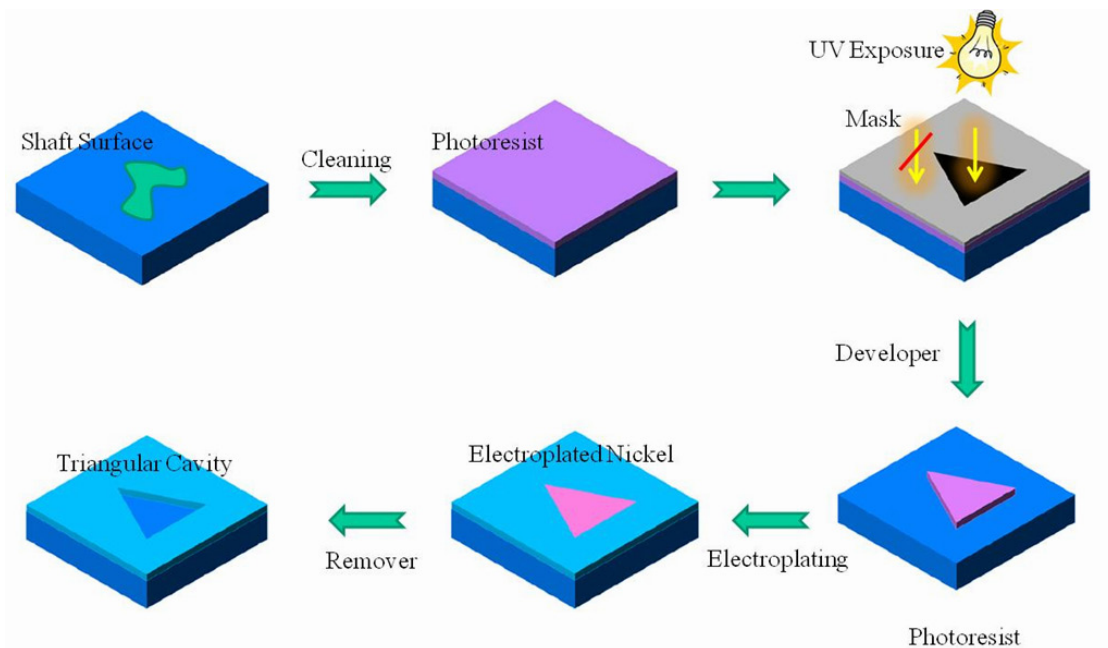 UV Exposure
Shaft Surface
Cleaning
Photoresist
Mask
Developer
Triangular Cavity
Remover
Electroplated Nickel
Electroplating
Photoresist